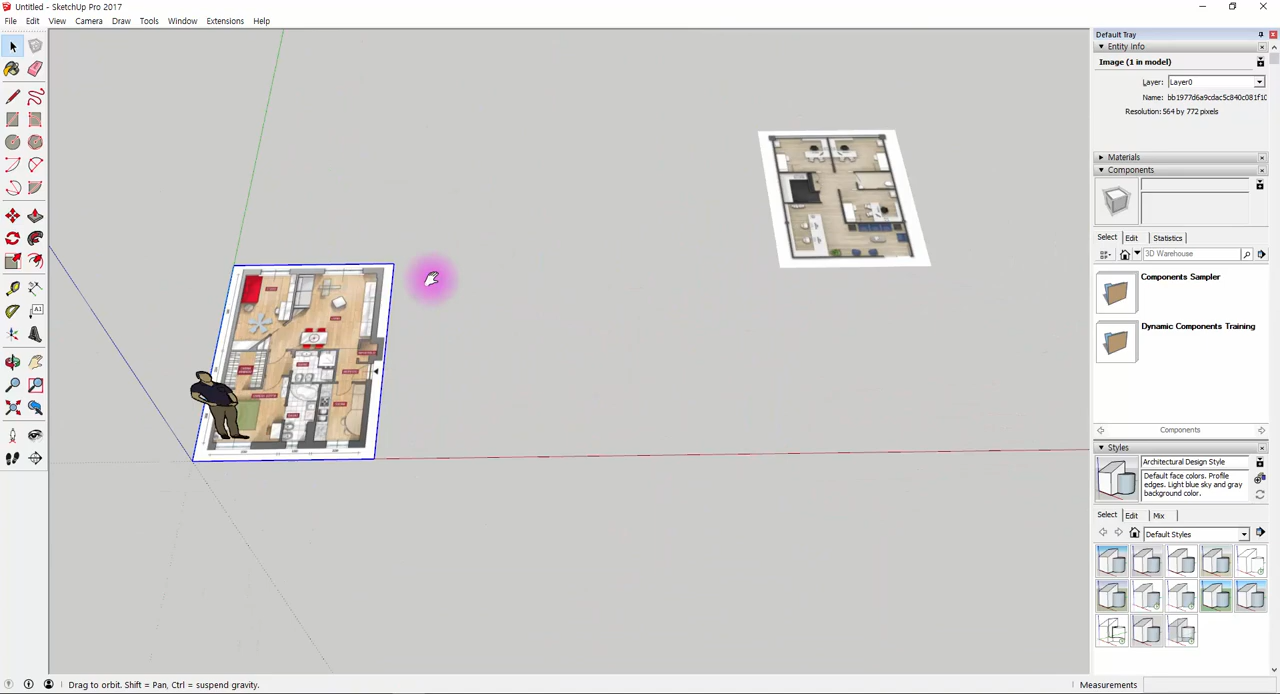 Untitled - SketchUp Pro 2017
File Edit View Camera Draw Tools Window Extensions Help
Default Tray
Entity Info
Image (1 in model)
Layer: Layer0
Name: bb1977d6a9cdac5c840c081f10
Resolution: 564 by 772 pixels
Materials
Components
Select Edit Statistics
3D Warehouse
Components Sampler
Dynamic Components Training
Components
Styles
Architectural Design Style
Default face colors. Profile
edges. Light blue sky and gray
background color.
Select Edit Mix
Default Styles
A1
Drag to orbit. Shift = Pan, Ctrl = suspend gravity.
Measurements